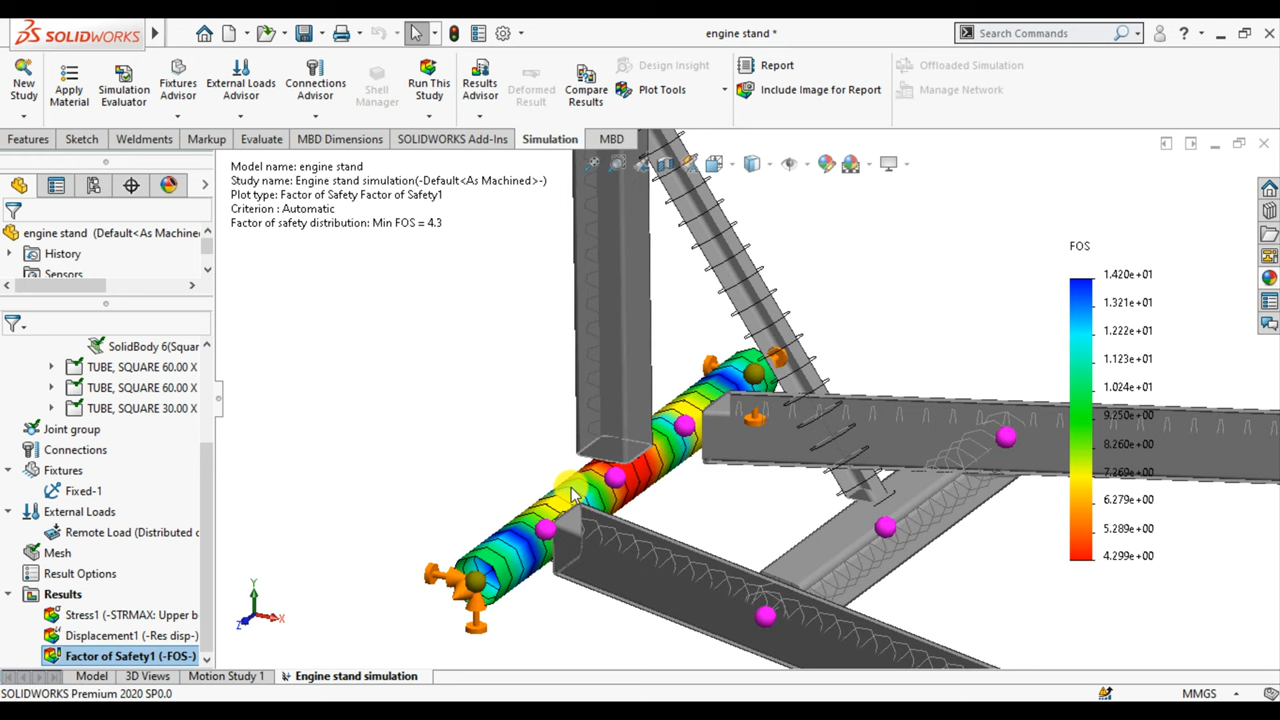 SOLIDWORKS
engine stand *
Search Commands
New Study
Apply Material
Simulation Evaluator
Fixtures Advisor
External Loads Advisor
Connections Advisor
Shell Manager
Run This Study
Results Advisor
Deformed Result
Compare Results
Design Insight
Plot Tools
Report
Include Image for Report
Offloaded Simulation
Manage Network
Features
Sketch
Weldments
Markup
Evaluate
MBD Dimensions
SOLIDWORKS Add-Ins
Simulation
MBD
Model name: engine stand
Study name: Engine stand simulation(-Default<As Machined>-)
Plot type: Factor of Safety Factor of Safety1
Criterion : Automatic
Factor of safety distribution: Min FOS = 4.3
engine stand (Default<As Machine
History
Sensors
SolidBody 6(Squar
TUBE, SQUARE 60.00 X
TUBE, SQUARE 60.00 X
TUBE, SQUARE 30.00 X
Joint group
Connections
Fixtures
Fixed-1
External Loads
Remote Load (Distributed
Mesh
Result Options
Results
Stress1 (-STRMAX: Upper b
Displacement1 (-Res disp-)
Factor of Safety1 (-FOS-)
FOS
1.420e+01
1.321e+01
1.222e+01
1.123e+01
1.024e+01
9.250e+00
8.260e+00
7.269e+00
6.279e+00
5.289e+00
4.299e+00
Y
X
Z
Model
3D Views
Motion Study 1
Engine stand simulation
SOLIDWORKS Premium 2020 SP0.0
MMGS